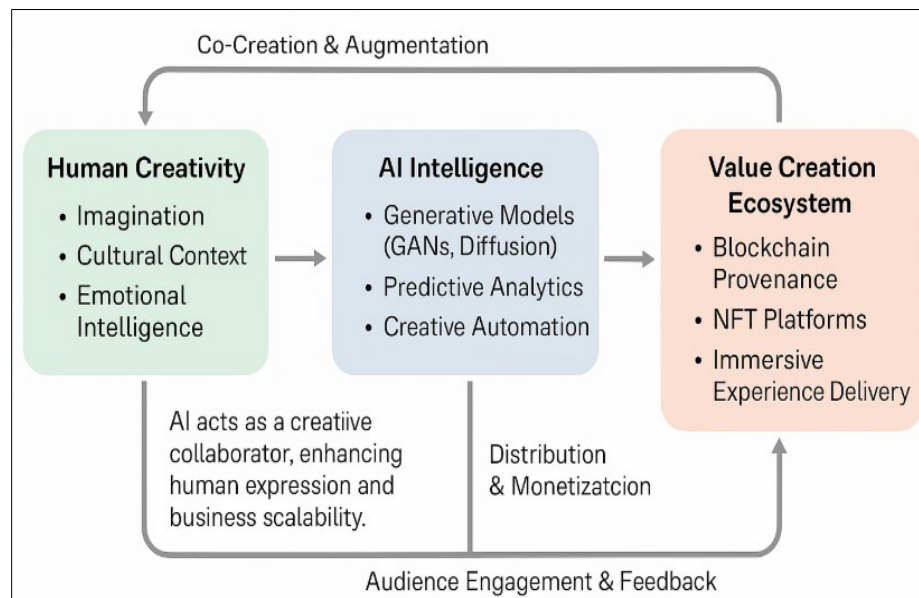 Co-Creation & Augmentation
Human Creativity
• Imagination
• Cultural Context
• Emotional
Intelligence
AI Intelligence
• Generative Models
(GANs, Diffusion)
• Predictive Analytics
• Creative Automation
Value Creation
Ecosystem
• Blockchain
Provenance
• NFT Platforms
• Immersive
Experience Delivery
AI acts as a creatiive
collaborator, enhancing
human expression and
business scalability.
Distribution
& Monetizatcion
Audience Engagement & Feedback